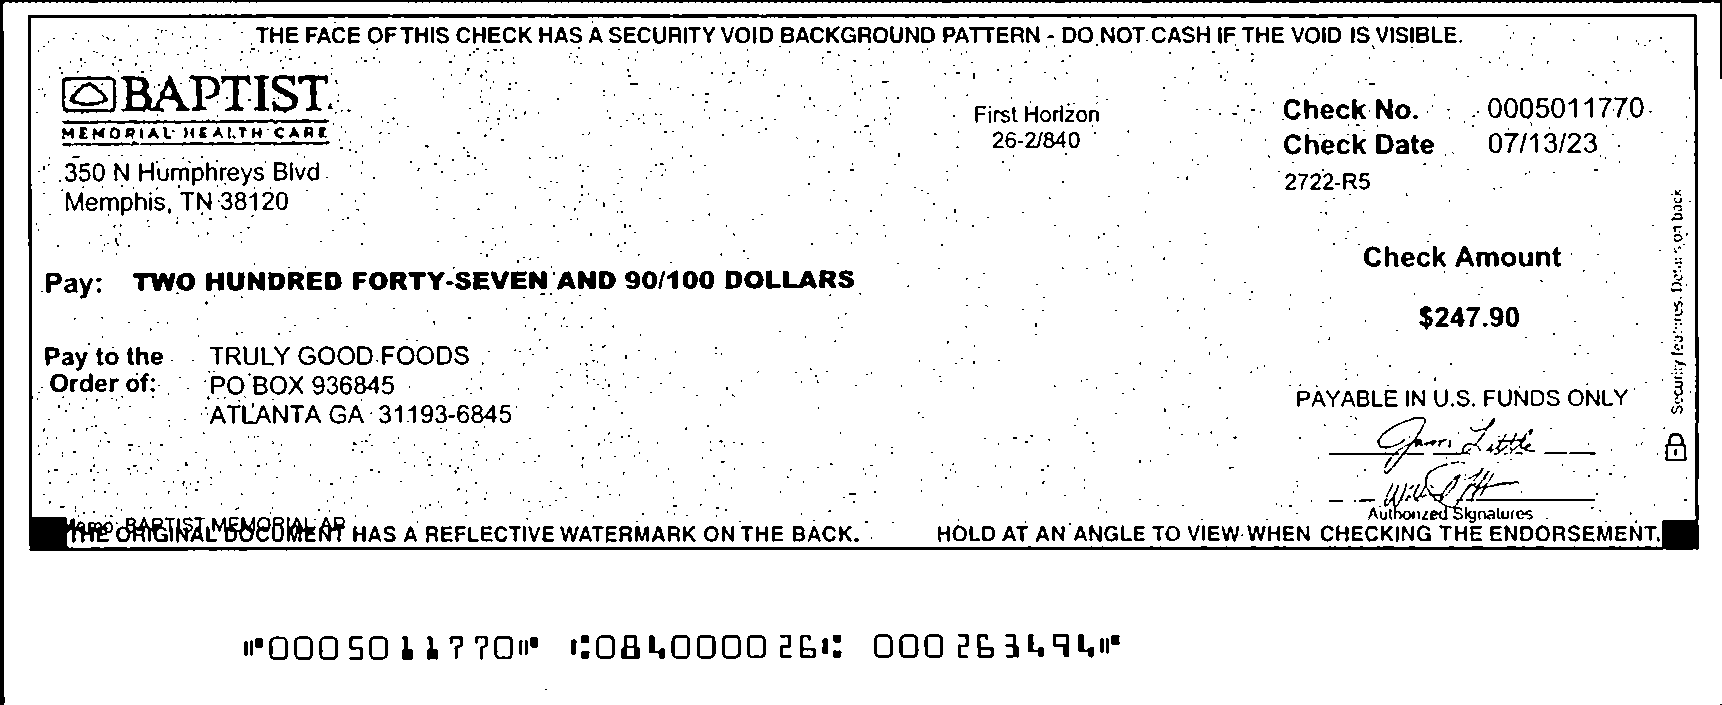 THE FACE OF THIS CHECK HAS A SECURITY VOID BACKGROUND PATTERN - DO NOT CASH IF THE VOID IS VISIBLE.
BAPTIST
MEMORIAL HEALTH CARE
350 N Humphreys Blvd
Memphis, TN 38120
First Horizon
26-2/840
Check No. 0005011770
Check Date 07/13/23
2722-R5
Pay: TWO HUNDRED FORTY-SEVEN AND 90/100 DOLLARS
Check Amount
$247.90
Pay to the Order of:
TRULY GOOD FOODS
PO BOX 936845
ATLANTA GA 31193-6845
PAYABLE IN U.S. FUNDS ONLY
Authorized Signatures
Security features. Details on back
Memo: BAPTIST MEMORIAL AP
THE ORIGINAL DOCUMENT HAS A REFLECTIVE WATERMARK ON THE BACK. HOLD AT AN ANGLE TO VIEW WHEN CHECKING THE ENDORSEMENT.
⑈0005011770⑈ ⑆084000026⑆ 000263494⑈